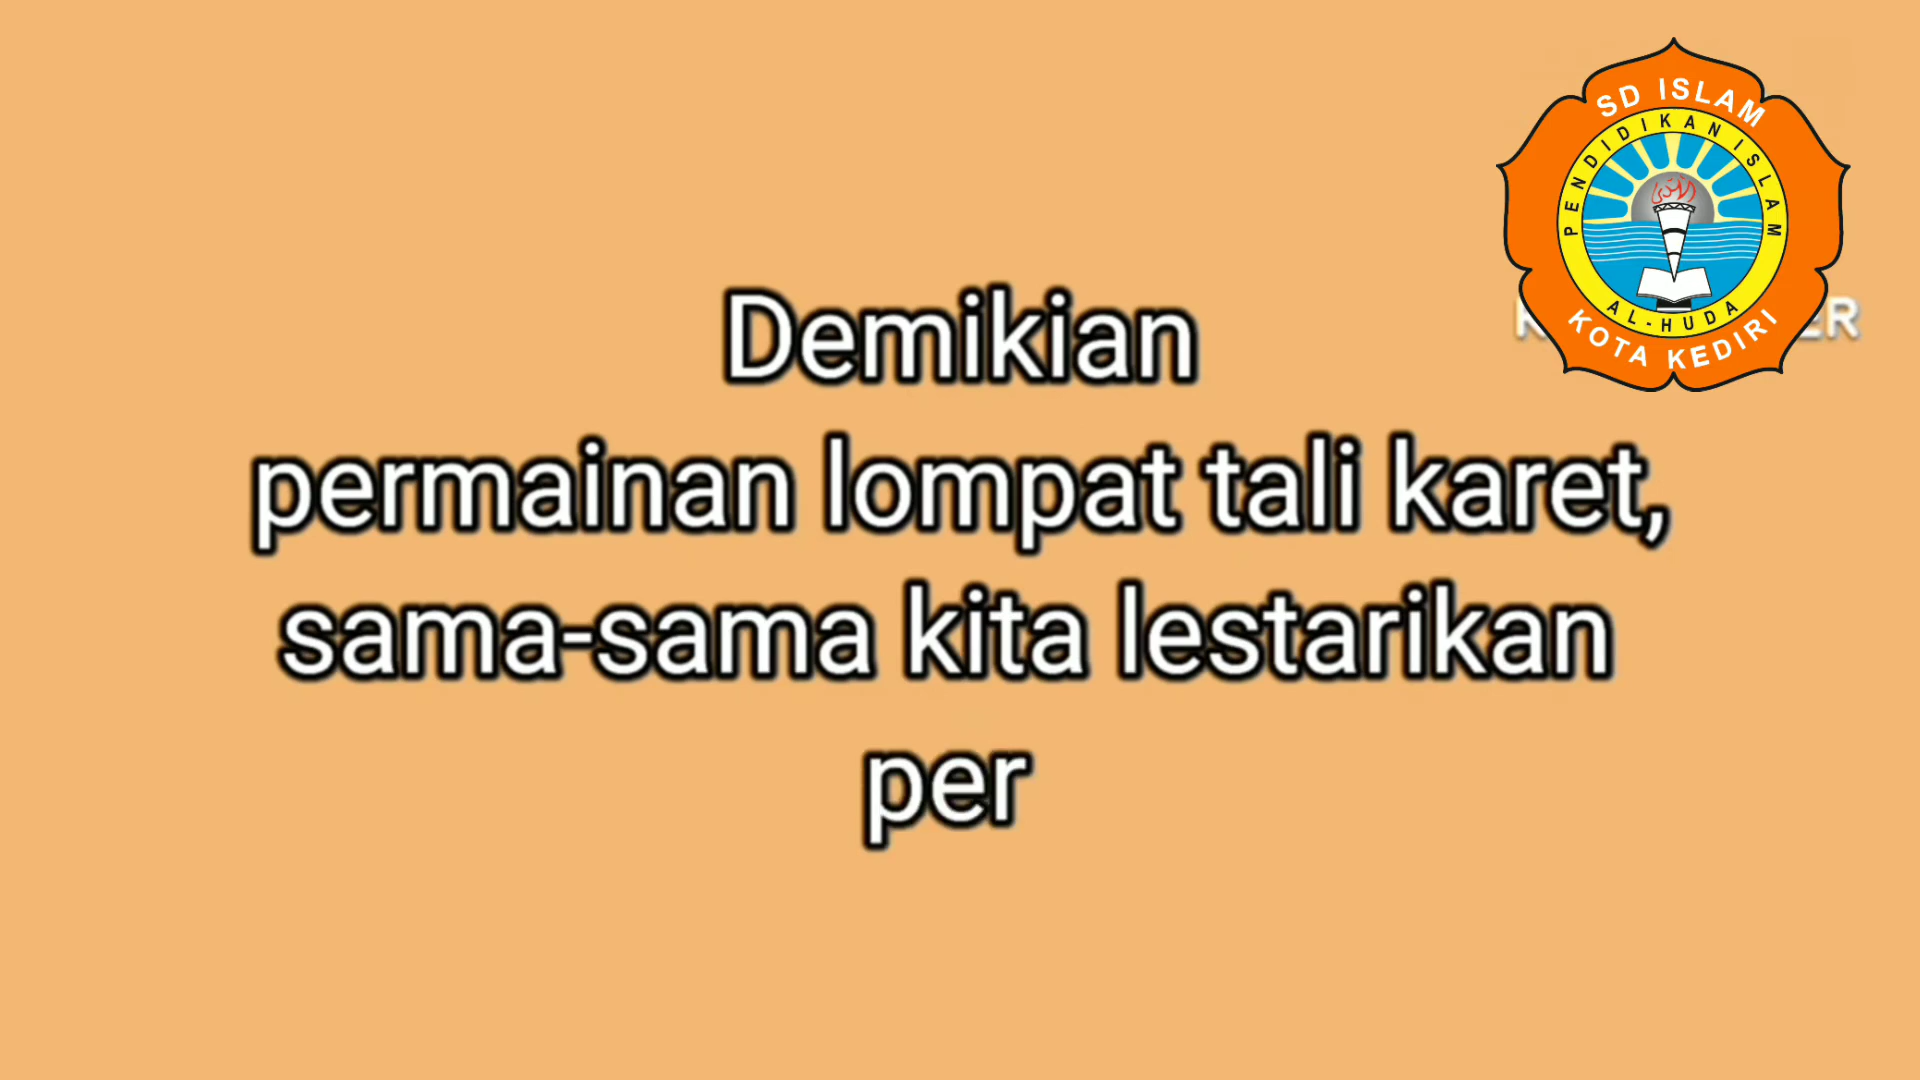 SD ISLAM
PENDIDIKAN ISLAM
AL-HUDA
KOTA KEDIRI
Demikian
permainan lompat tali karet,
sama-sama kita lestarikan
per